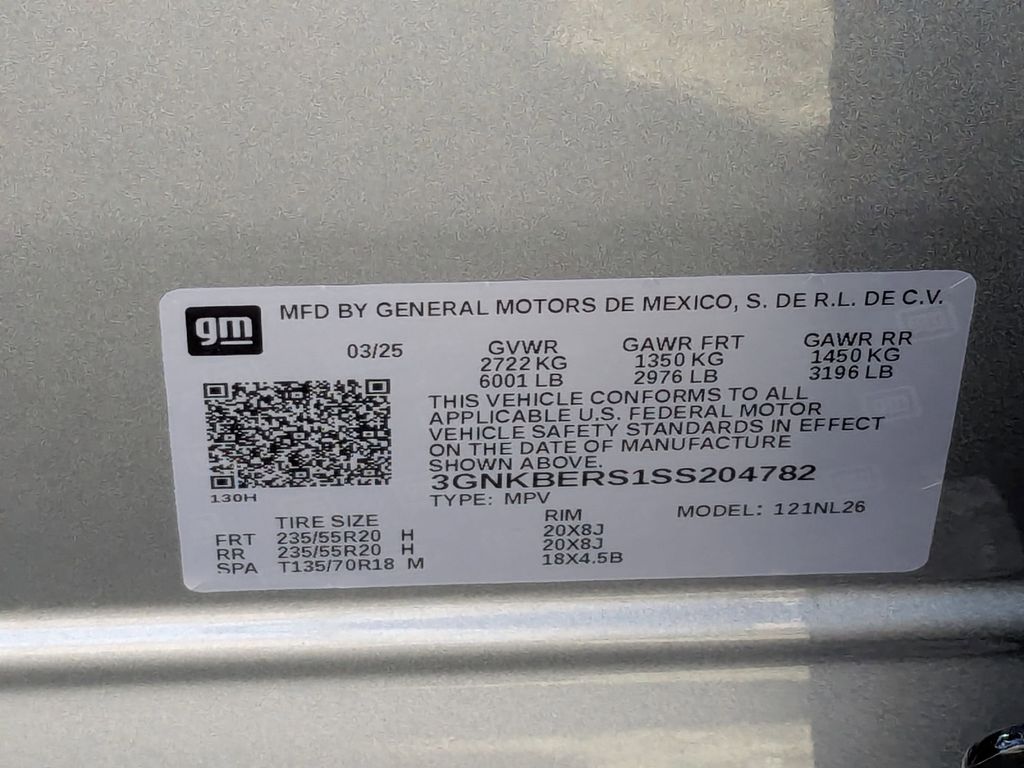 gm
MFD BY GENERAL MOTORS DE MEXICO, S. DE R.L. DE C.V.
03/25
GVWR GAWR FRT GAWR RR
2722 KG 1350 KG 1450 KG
6001 LB 2976 LB 3196 LB
THIS VEHICLE CONFORMS TO ALL
APPLICABLE U.S. FEDERAL MOTOR
VEHICLE SAFETY STANDARDS IN EFFECT
ON THE DATE OF MANUFACTURE
SHOWN ABOVE.
3GNKBERS1SS204782
130H
TYPE: MPV MODEL: 121NL26
TIRE SIZE RIM
FRT 235/55R20 H 20X8J
RR 235/55R20 H 20X8J
SPA T135/70R18 M 18X4.5B